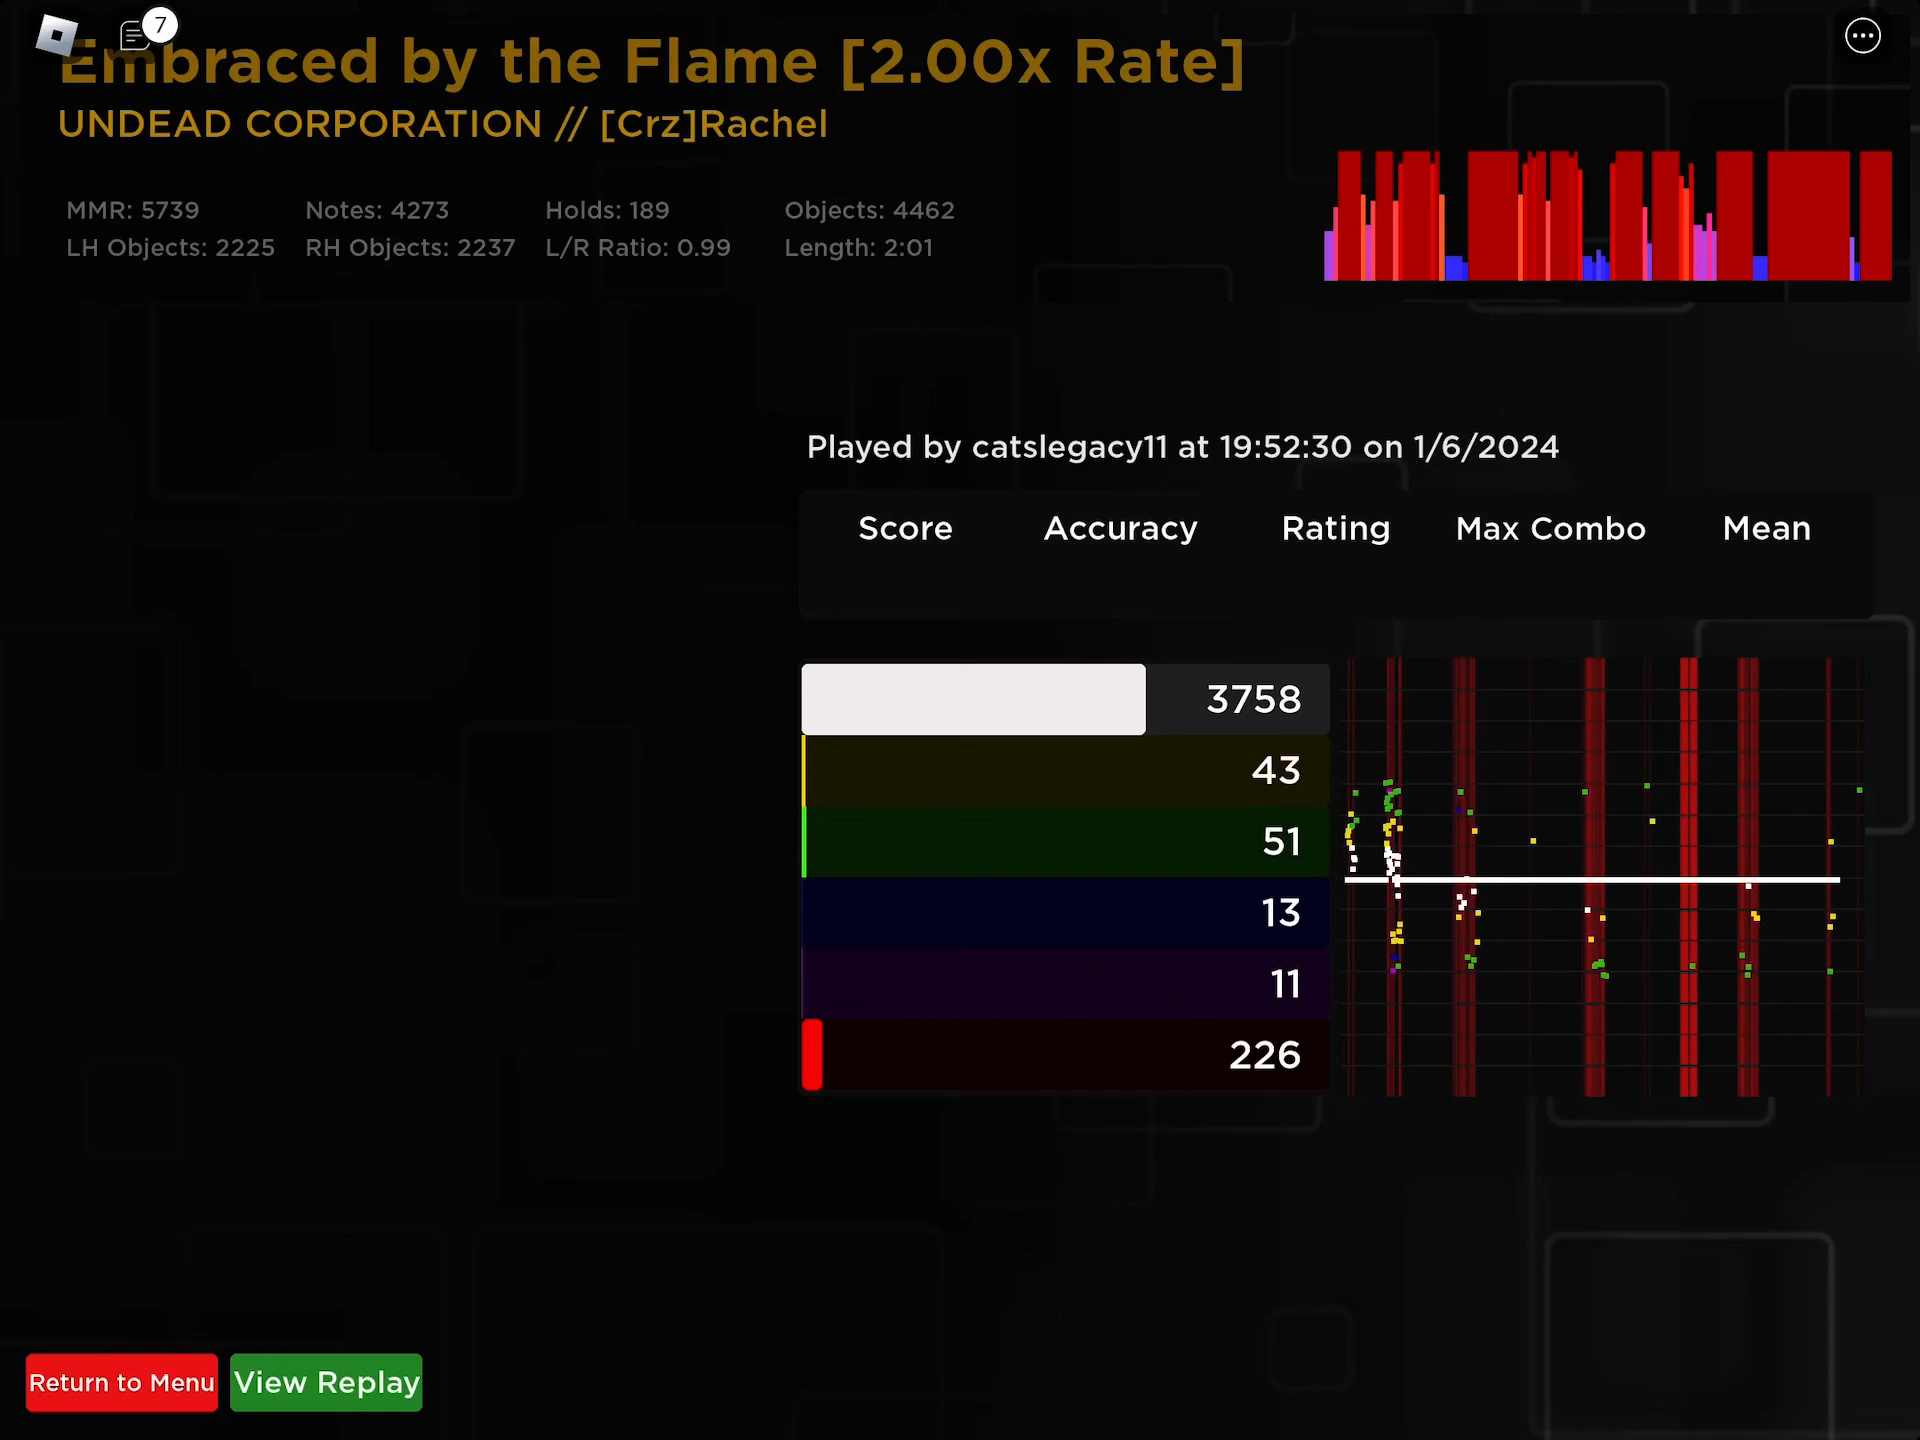 7
Embraced by the Flame [2.00x Rate]
UNDEAD CORPORATION // [Crz]Rachel
MMR: 5739 Notes: 4273 Holds: 189 Objects: 4462
LH Objects: 2225 RH Objects: 2237 L/R Ratio: 0.99 Length: 2:01
Played by catslegacy11 at 19:52:30 on 1/6/2024
Score Accuracy Rating Max Combo Mean
3758
43
51
13
11
226
Return to Menu View Replay